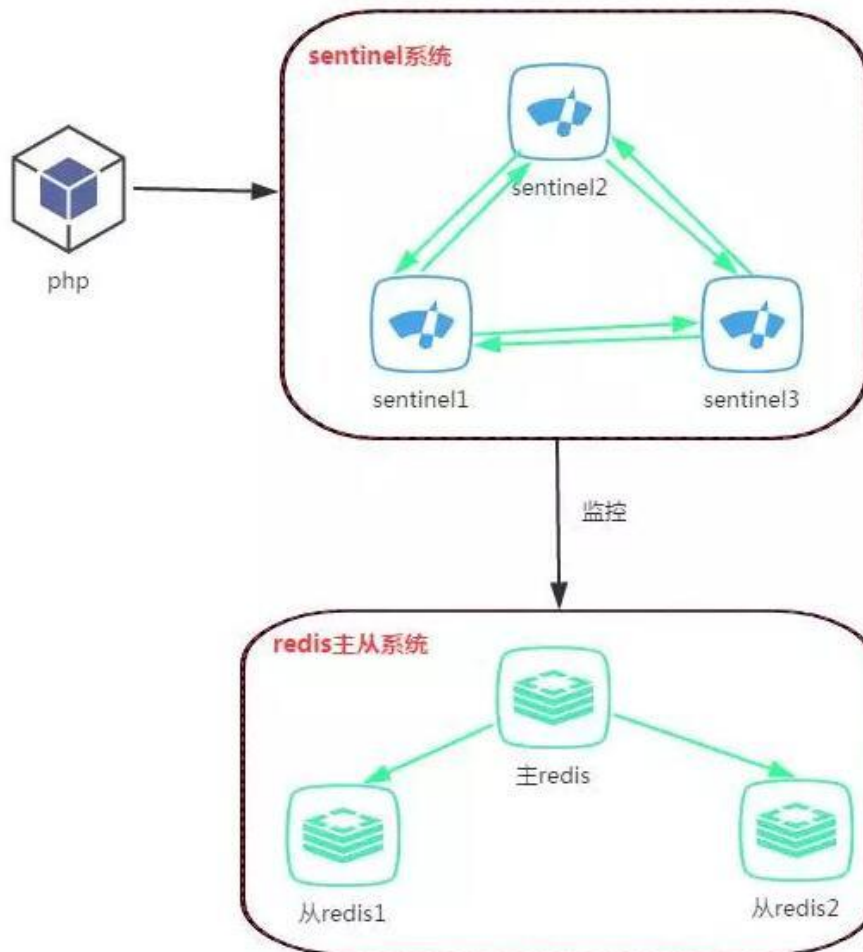 sentinel系统
sentinel2
php
sentinel1
sentinel3
监控
redis主从系统
主redis
从redis1
从redis2